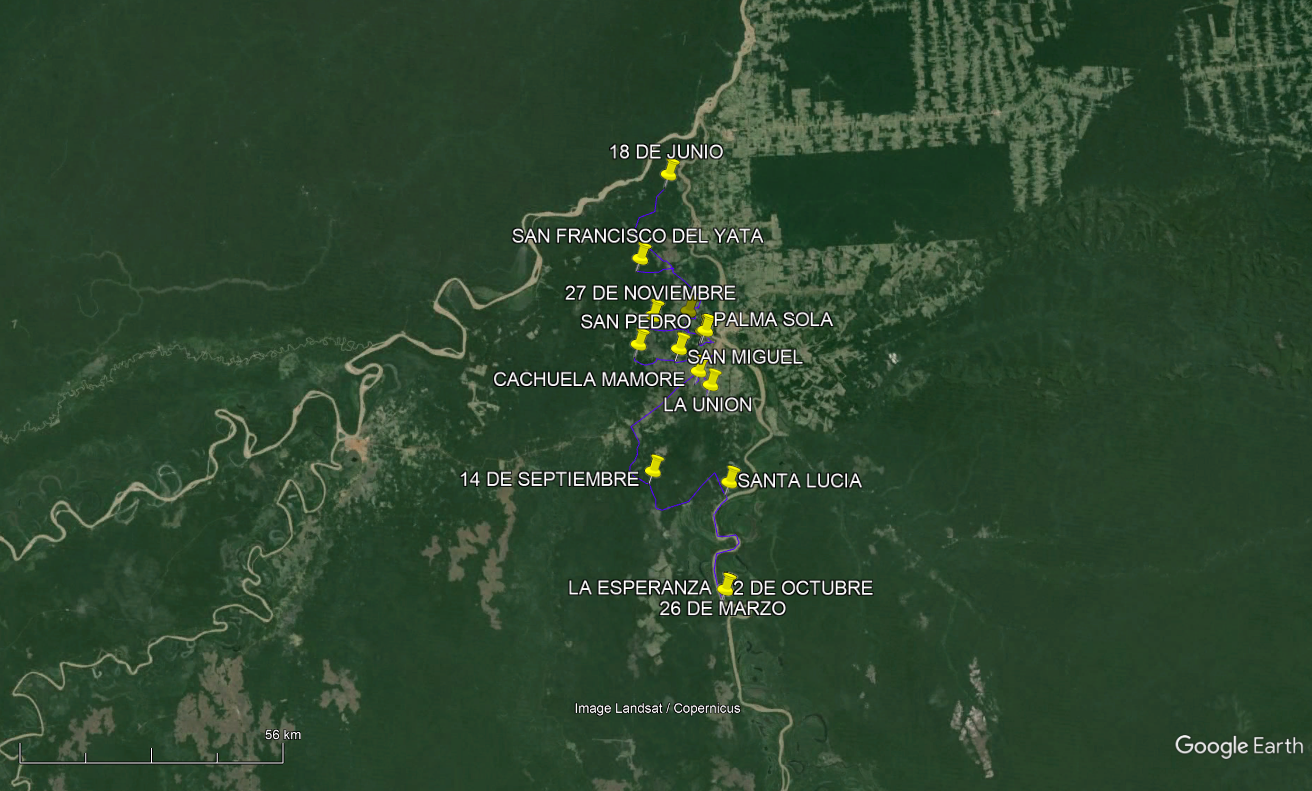 18 DE JUNIO
SAN FRANCISCO DEL YATA
27 DE NOVIEMBRE
SAN PEDRO
PALMA SOLA
SAN MIGUEL
CACHUELA MAMORE
LA UNION
14 DE SEPTIEMBRE
SANTA LUCIA
LA ESPERANZA
2 DE OCTUBRE
26 DE MARZO
Image Landsat / Copernicus
56 km
Google Earth